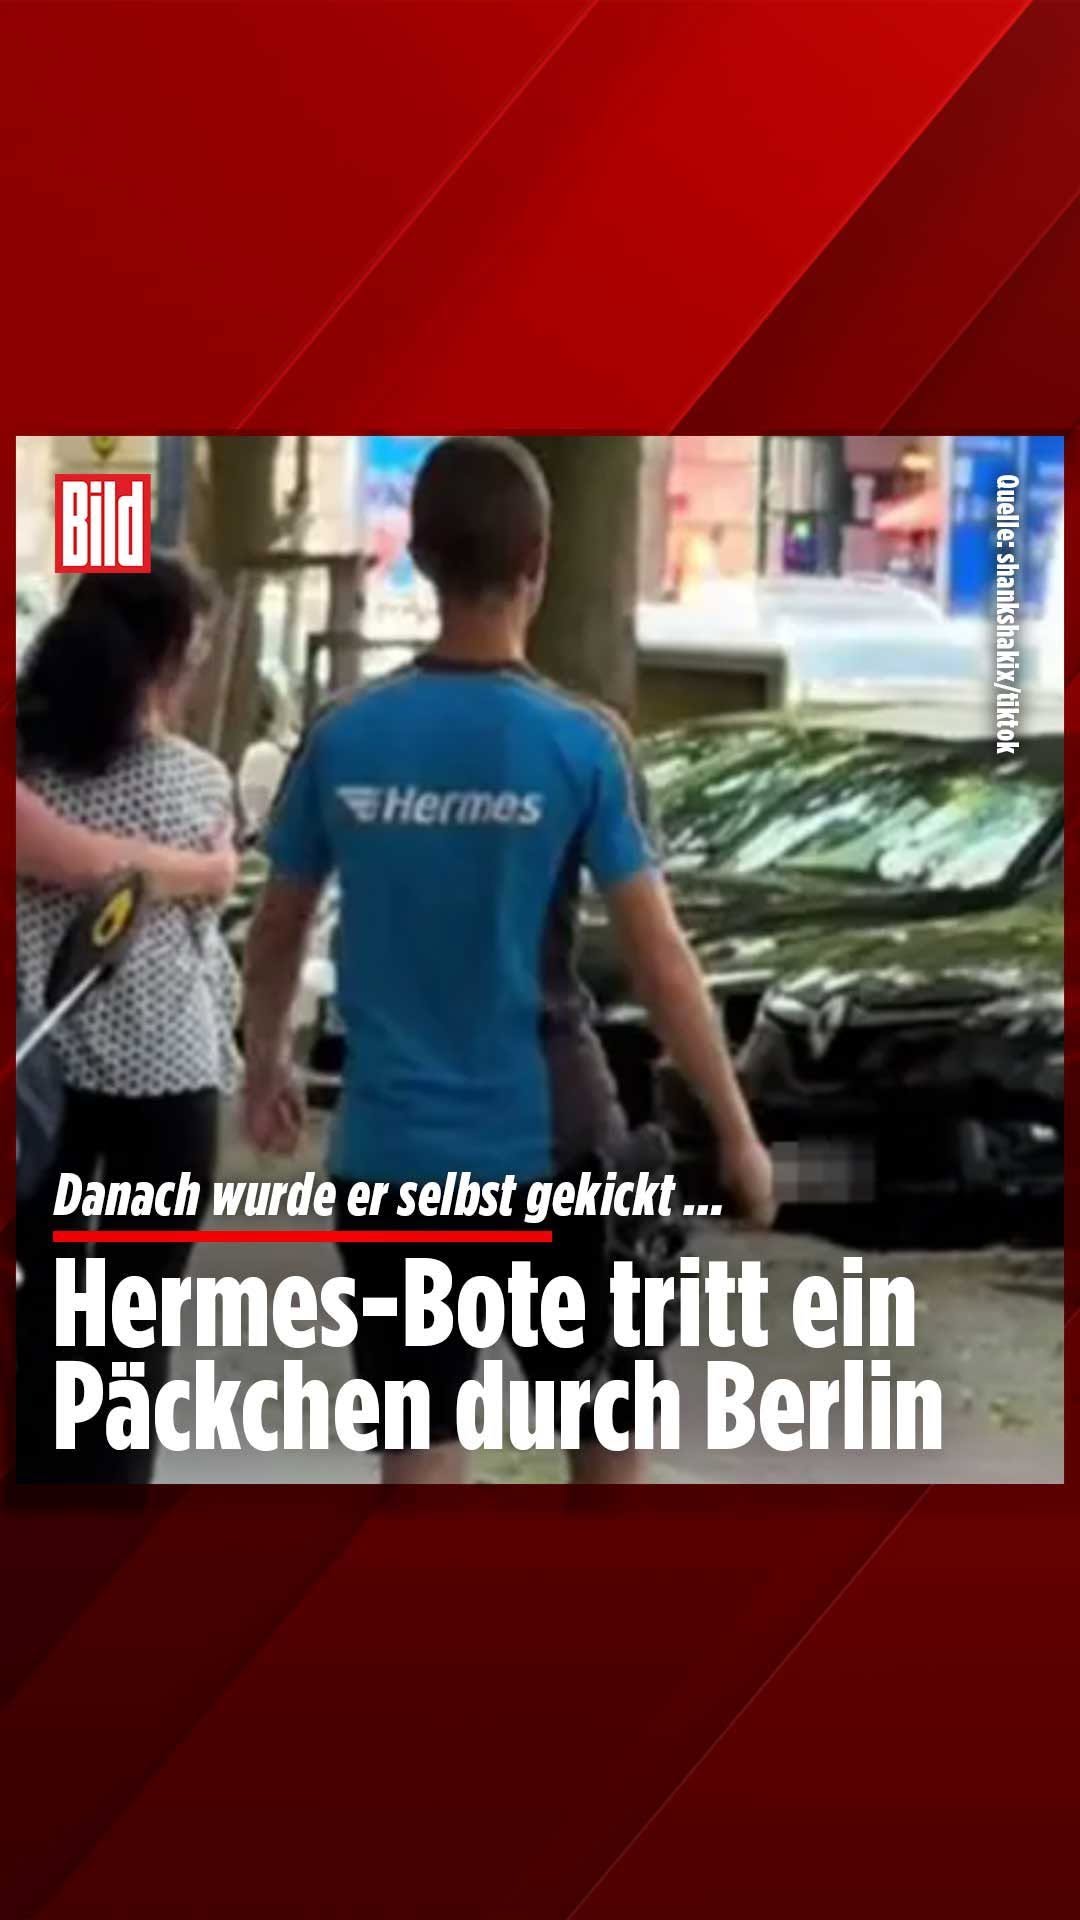 Bild
Quelle: shankshakix/tiktok
Hermes
Danach wurde er selbst gekickt ...
Hermes-Bote tritt ein
Päckchen durch Berlin